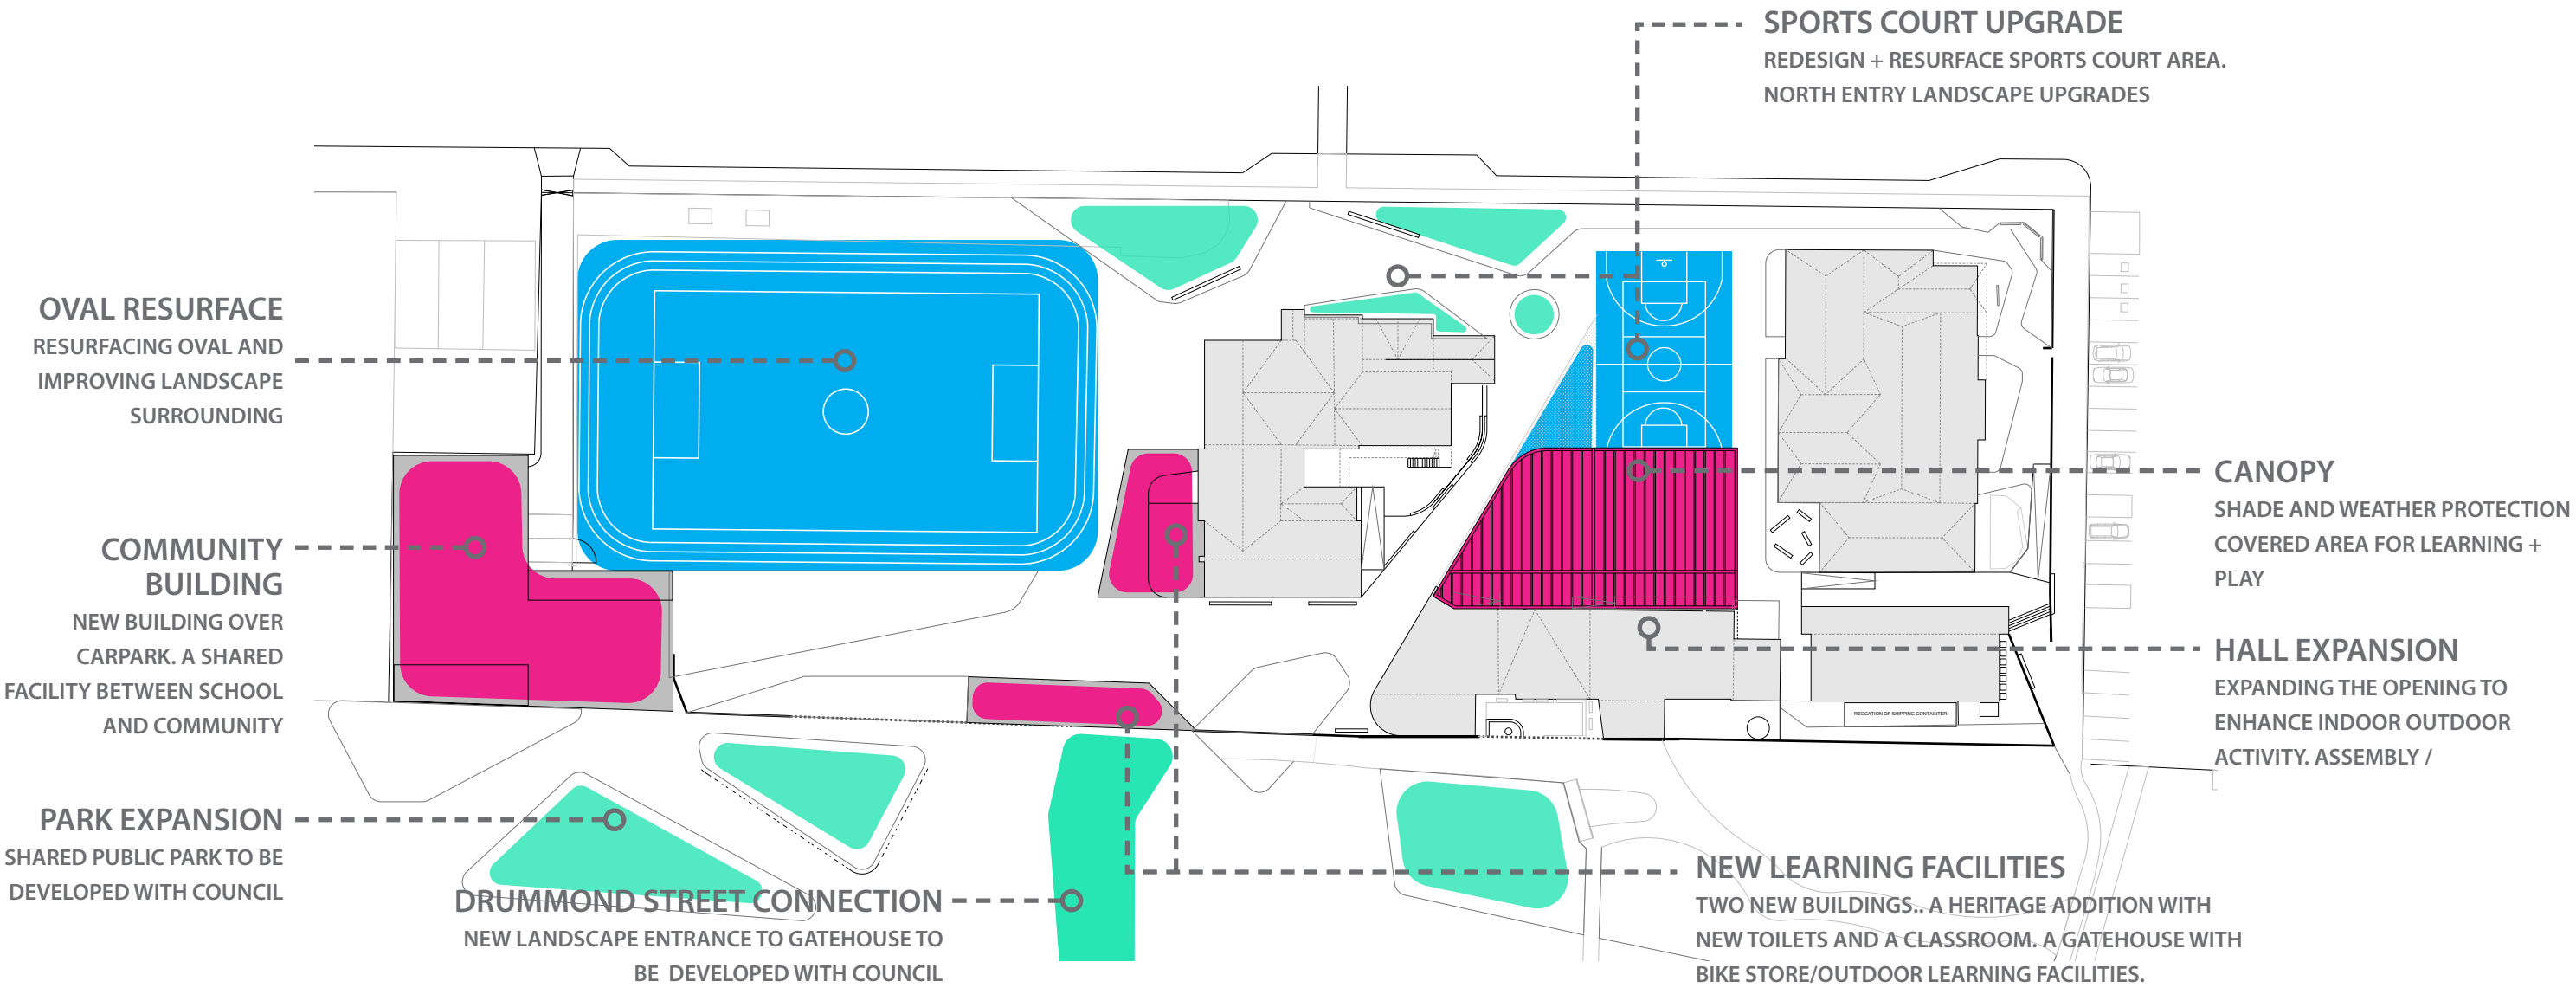 SPORTS COURT UPGRADE
REDESIGN + RESURFACE SPORTS COURT AREA.
NORTH ENTRY LANDSCAPE UPGRADES
OVAL RESURFACE
RESURFACING OVAL AND
IMPROVING LANDSCAPE
SURROUNDING
CANOPY
SHADE AND WEATHER PROTECTION
COVERED AREA FOR LEARNING +
PLAY
COMMUNITY
BUILDING
NEW BUILDING OVER
CARPARK. A SHARED
FACILITY BETWEEN SCHOOL
AND COMMUNITY
HALL EXPANSION
EXPANDING THE OPENING TO
ENHANCE INDOOR OUTDOOR
ACTIVITY. ASSEMBLY /
REOCATION OF SHIPPING CONTAINTER
PARK EXPANSION
SHARED PUBLIC PARK TO BE
DEVELOPED WITH COUNCIL
DRUMMOND STREET CONNECTION
NEW LANDSCAPE ENTRANCE TO GATEHOUSE TO
BE DEVELOPED WITH COUNCIL
NEW LEARNING FACILITIES
TWO NEW BUILDINGS.. A HERITAGE ADDITION WITH
NEW TOILETS AND A CLASSROOM. A GATEHOUSE WITH
BIKE STORE/OUTDOOR LEARNING FACILITIES.